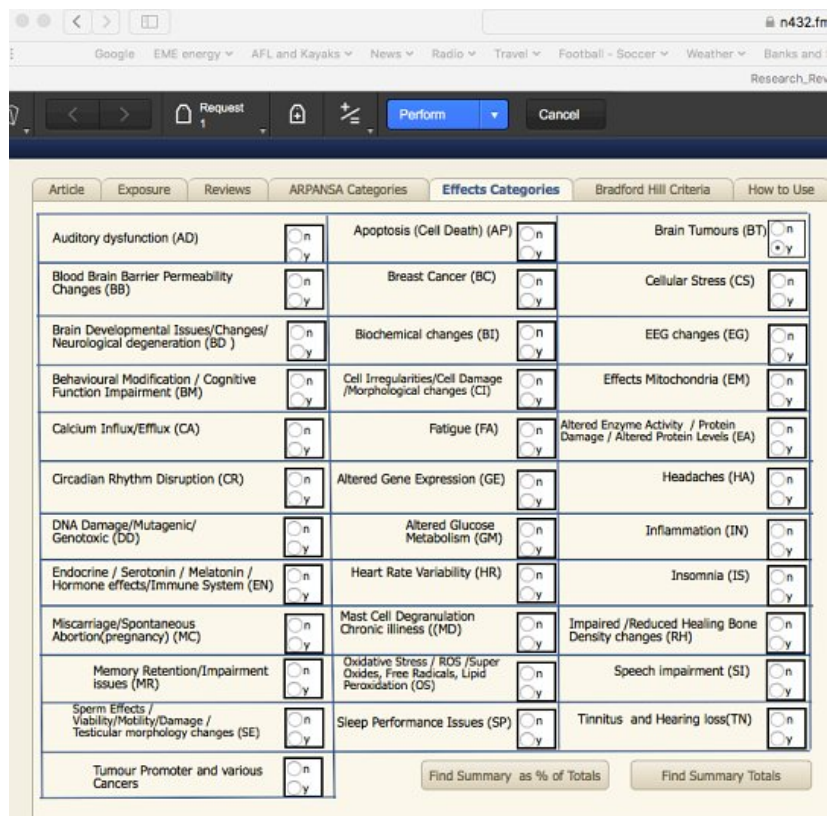 n432.fm
Google EME energy AFL and Kayaks News Radio Travel Football - Soccer Weather Banks and
Research_Rev
Request
1
Perform
Cancel
Article Exposure Reviews ARPANSA Categories Effects Categories Bradford Hill Criteria How to Use
Auditory dysfunction (AD)
n
y
Apoptosis (Cell Death) (AP)
n
y
Brain Tumours (BT)
n
y
Blood Brain Barrier Permeability
Changes (BB)
n
y
Breast Cancer (BC)
n
y
Cellular Stress (CS)
n
y
Brain Developmental Issues/Changes/
Neurological degeneration (BD )
n
y
Biochemical changes (BI)
n
y
EEG changes (EG)
n
y
Behavioural Modification / Cognitive
Function Impairment (BM)
n
y
Cell Irregularities/Cell Damage
/Morphological changes (CI)
n
y
Effects Mitochondria (EM)
n
y
Calcium Influx/Efflux (CA)
n
y
Fatigue (FA)
n
y
Altered Enzyme Activity / Protein
Damage / Altered Protein Levels (EA)
n
y
Circadian Rhythm Disruption (CR)
n
y
Altered Gene Expression (GE)
n
y
Headaches (HA)
n
y
DNA Damage/Mutagenic/
Genotoxic (DD)
n
y
Altered Glucose
Metabolism (GM)
n
y
Inflammation (IN)
n
y
Endocrine / Serotonin / Melatonin /
Hormone effects/Immune System (EN)
n
y
Heart Rate Variability (HR)
n
y
Insomnia (IS)
n
y
Miscarriage/Spontaneous
Abortion(pregnancy) (MC)
n
y
Mast Cell Degranulation
Chronic illness ((MD)
n
y
Impaired /Reduced Healing Bone
Density changes (RH)
n
y
Memory Retention/Impairment
issues (MR)
n
y
Oxidative Stress / ROS /Super
Oxides, Free Radicals, Lipid
Peroxidation (OS)
n
y
Speech impairment (SI)
n
y
Sperm Effects /
Viability/Motility/Damage /
Testicular morphology changes (SE)
n
y
Sleep Performance Issues (SP)
n
y
Tinnitus and Hearing loss(TN)
n
y
Tumour Promoter and various
Cancers
n
y
Find Summary as % of Totals
Find Summary Totals